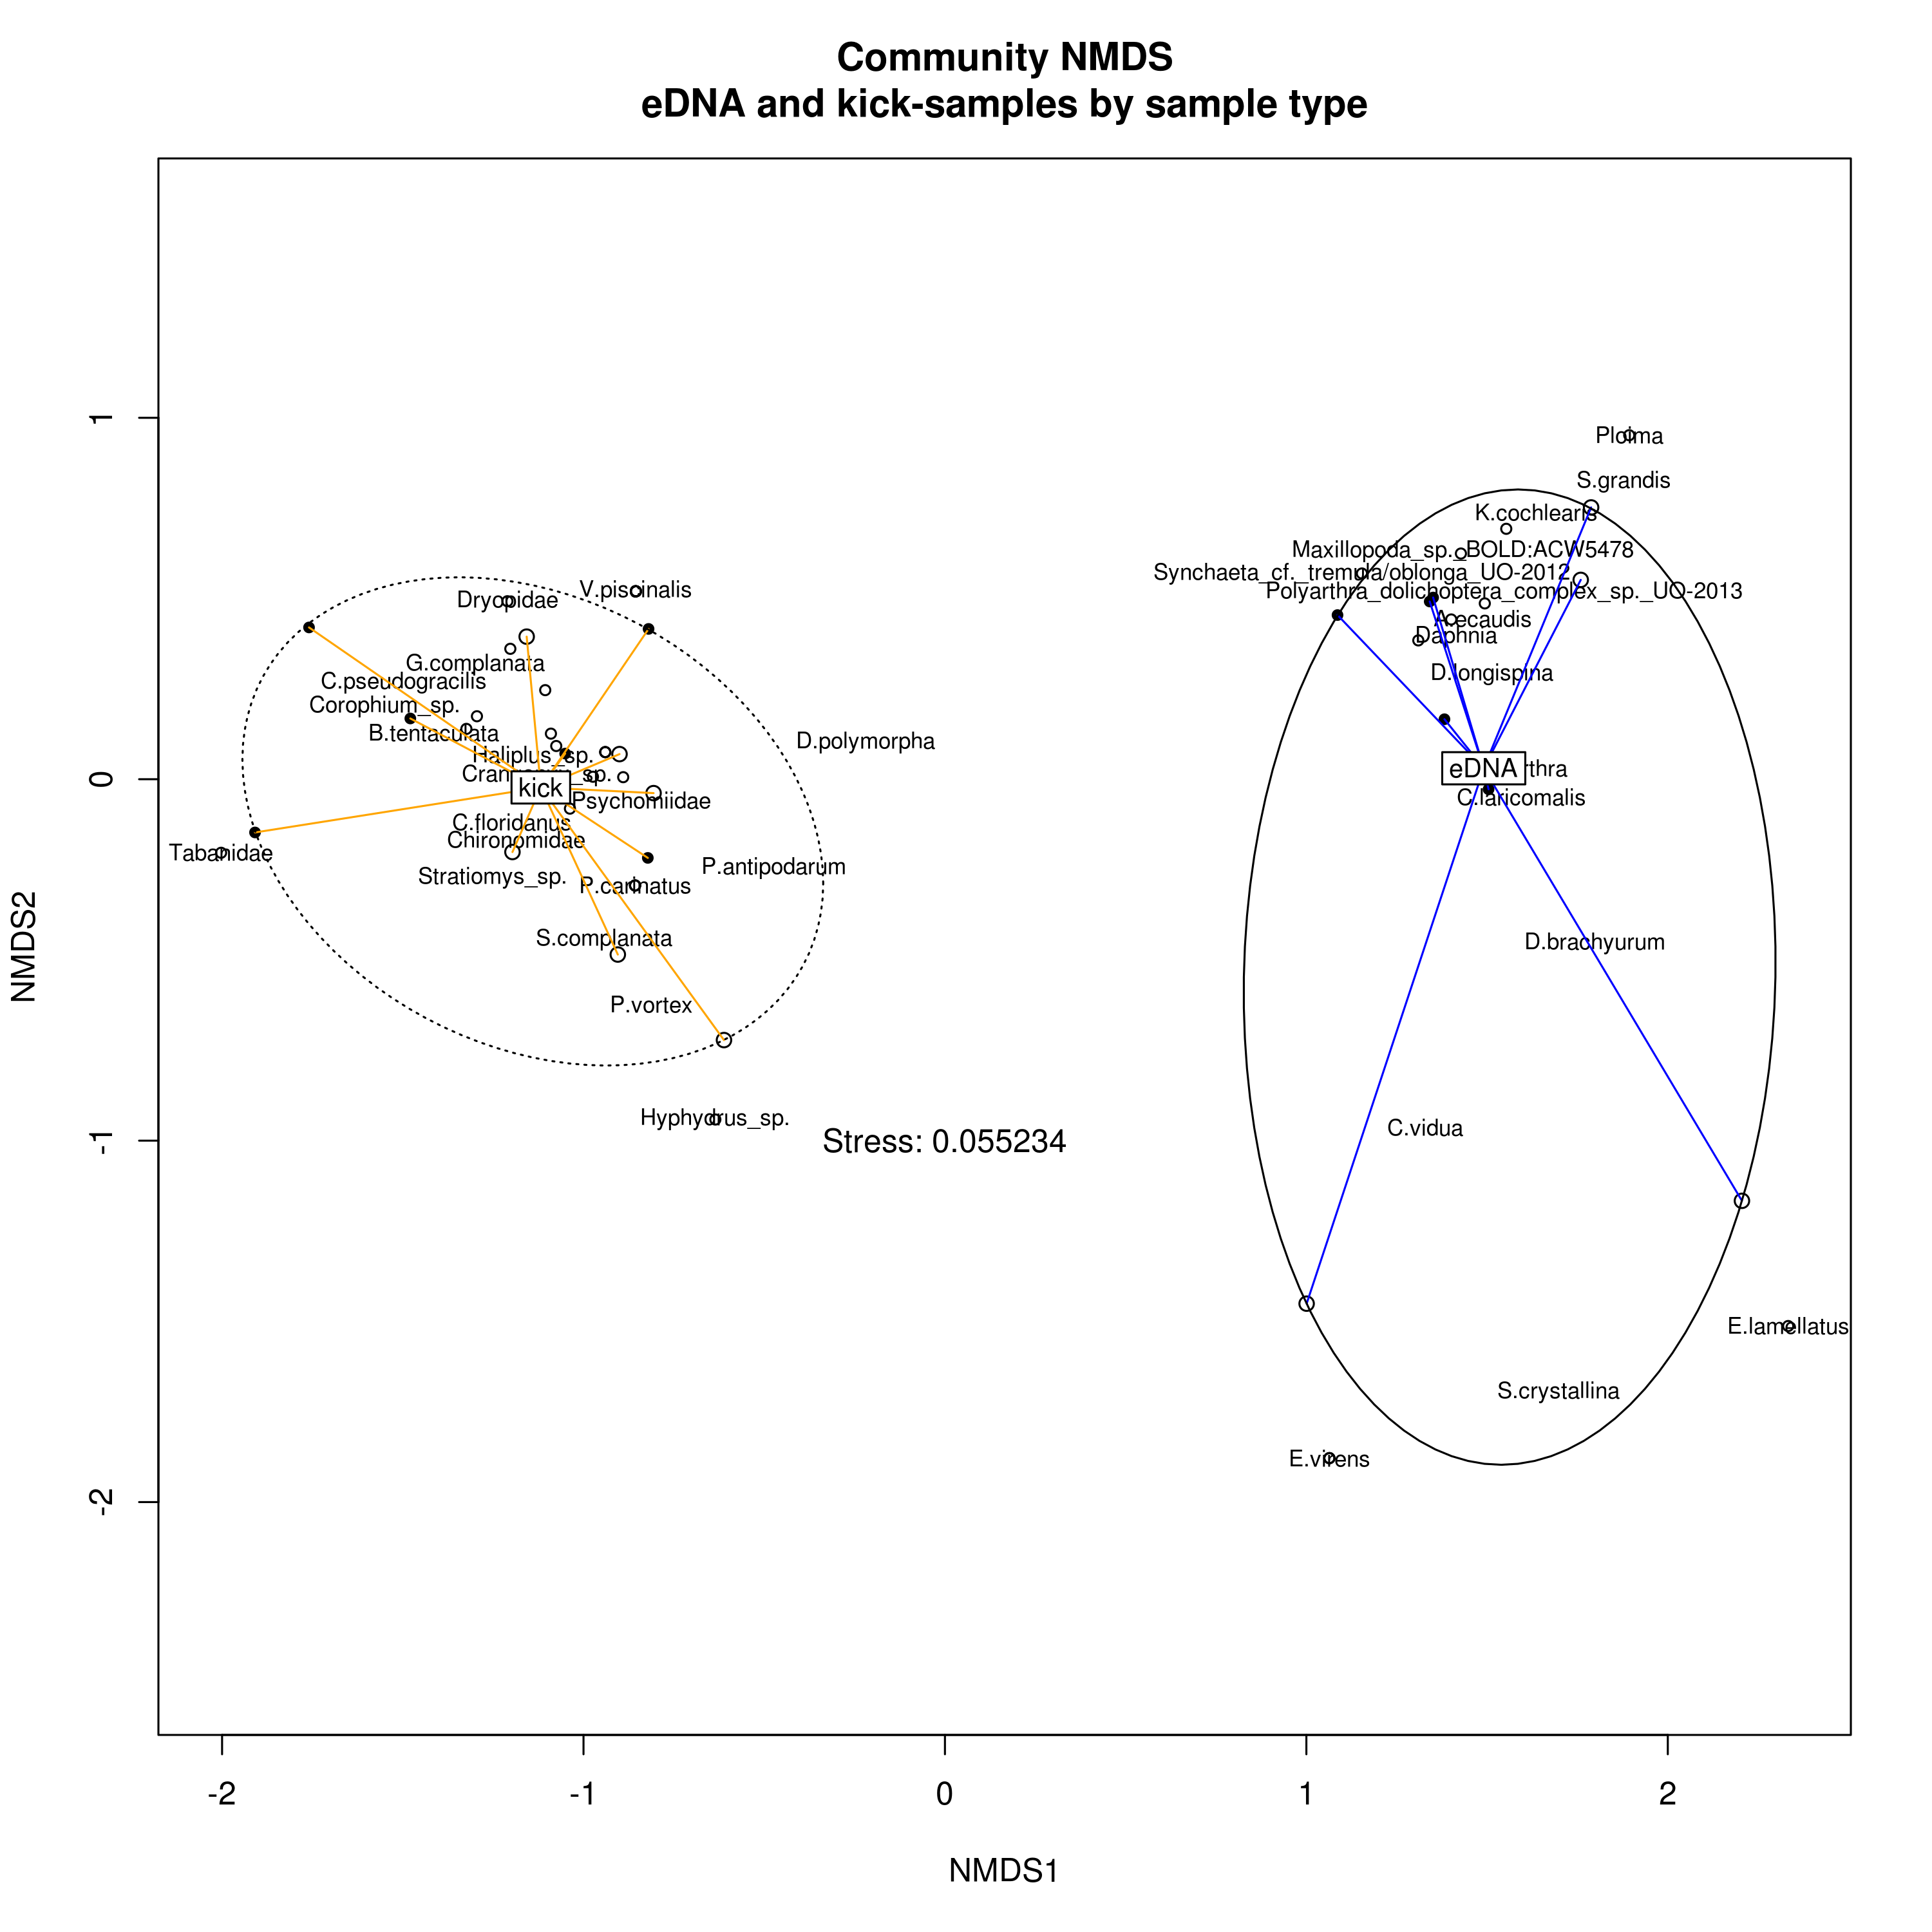 Community NMDS
eDNA and kick-samples by sample type
Ploima
S.grandis
K.cochlearis
Maxillopoda_sp._BOLD:ACW5478
Synchaeta_cf._tremula/oblonga_UO-2012
Polyarthra_dolichoptera_complex_sp._UO-2013
A.ecaudis
Daphnia
D.longispina
eDNA
rthra
C.laricomalis
D.brachyurum
C.vidua
E.lamellatus
S.crystallina
E.virens
V.piscinalis
Dryopidae
G.complanata
C.pseudogracilis
Corophium_sp.
B.tentaculata
D.polymorpha
Haliplus_sp.
kick
Psychomiidae
C.floridanus
Chironomidae
Tabanidae
P.antipodarum
Stratiomys_sp.
P.carinatus
S.complanata
P.vortex
Hyphydrus_sp.
Stress: 0.055234
NMDS2
1
0
-1
-2
-2
-1
0
1
2
NMDS1